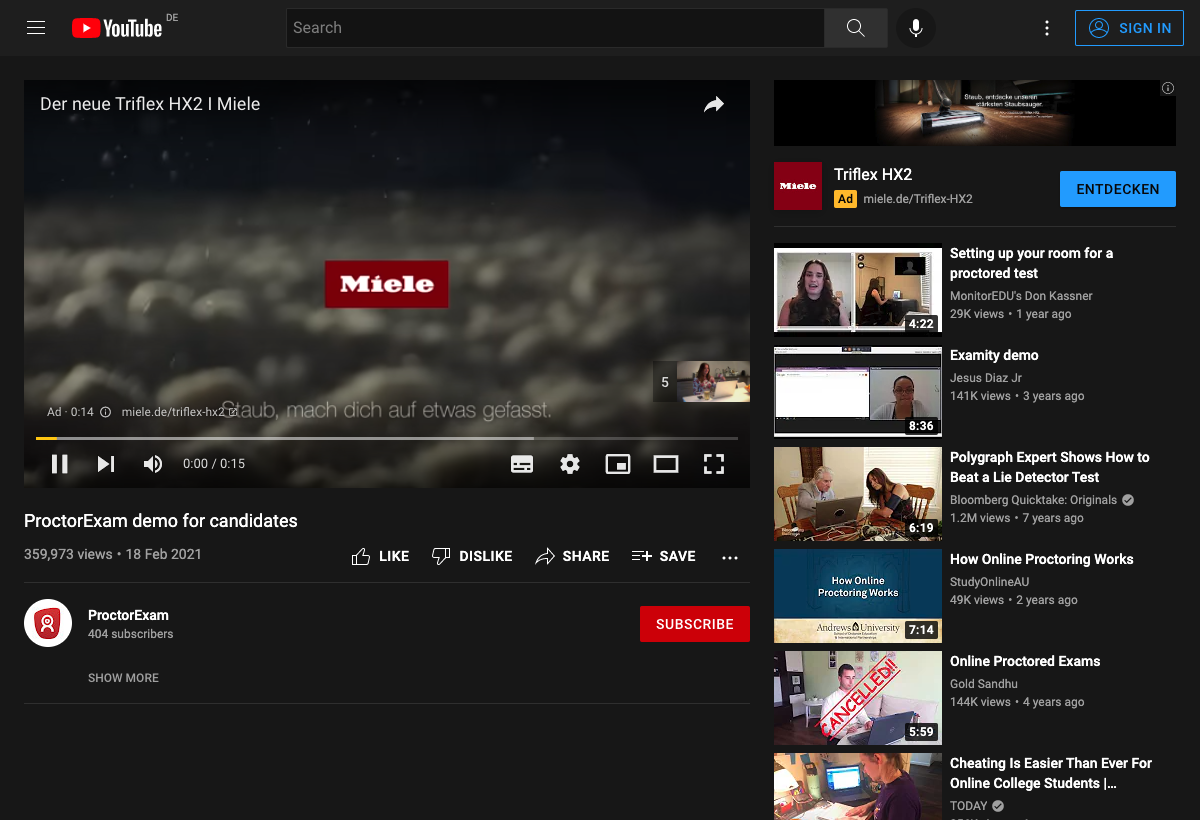 YouTube DE
Search
SIGN IN
Der neue Triflex HX2 I Miele
Miele
5
Staub, mach dich auf etwas gefasst.
Ad · 0:14 miele.de/triflex-hx2
0:00 / 0:15
ProctorExam demo for candidates
359,973 views • 18 Feb 2021
LIKE DISLIKE SHARE SAVE
ProctorExam
404 subscribers
SUBSCRIBE
SHOW MORE
Staub, entdecke unseren
stärksten Staubsauger.
Miele
Triflex HX2
Ad miele.de/Triflex-HX2
ENTDECKEN
4:22
Setting up your room for a
proctored test
MonitorEDU's Don Kassner
29K views • 1 year ago
8:36
Examity demo
Jesus Diaz Jr
141K views • 3 years ago
6:19
Polygraph Expert Shows How to
Beat a Lie Detector Test
Bloomberg Quicktake: Originals
1.2M views • 7 years ago
How Online
Proctoring Works
Andrews University
7:14
How Online Proctoring Works
StudyOnlineAU
49K views • 2 years ago
CANCELLED!!
5:59
Online Proctored Exams
Gold Sandhu
144K views • 4 years ago
Cheating Is Easier Than Ever For
Online College Students |...
TODAY